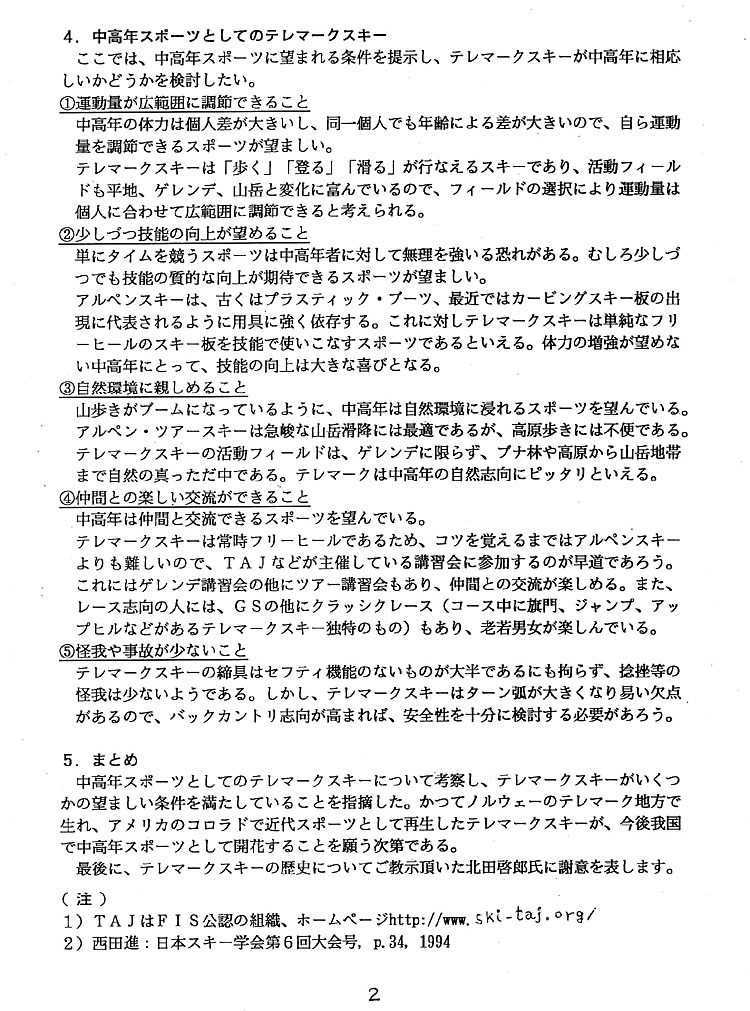 4．中高年スポーツとしてのテレマークスキー
ここでは、中高年スポーツに望まれる条件を提示し、テレマークスキーが中高年に相応
しいかどうかを検討したい。
①運動量が広範囲に調節できること
中高年の体力は個人差が大きいし、同一個人でも年齢による差が大きいので、自ら運動
量を調節できるスポーツが望ましい。
テレマークスキーは「歩く」「登る」「滑る」が行なえるスキーであり、活動フィール
ドも平地、ゲレンデ、山岳と変化に富んでいるので、フィールドの選択により運動量は
個人に合わせて広範囲に調節できると考えられる。
②少しづつ技能の向上が望めること
単にタイムを競うスポーツは中高年者に対して無理を強いる恐れがある。むしろ少しづ
つでも技能の質的な向上が期待できるスポーツが望ましい。
アルペンスキーは、古くはプラスティック・ブーツ、最近ではカービングスキー板の出
現に代表されるように用具に強く依存する。これに対しテレマークスキーは単純なフリ
ーヒールのスキー板を技能で使いこなすスポーツであるといえる。体力の増強が望めな
い中高年にとって、技能の向上は大きな喜びとなる。
③自然環境に親しめること
山歩きがブームになっているように、中高年は自然環境に浸れるスポーツを望んでいる。
アルペン・ツアースキーは急峻な山岳滑降には最適であるが、高原歩きには不便である。
テレマークスキーの活動フィールドは、ゲレンデに限らず、ブナ林や高原から山岳地帯
まで自然の真っただ中である。テレマークは中高年の自然志向にピッタリといえる。
④仲間との楽しい交流ができること
中高年は仲間と交流できるスポーツを望んでいる。
テレマークスキーは常時フリーヒールであるため、コツを覚えるまではアルペンスキー
よりも難しいので、ＴＡＪなどが主催している講習会に参加するのが早道であろう。
これにはゲレンデ講習会の他にツアー講習会もあり、仲間との交流が楽しめる。また、
レース志向の人には、ＧＳの他にクラッシクレース（コース中に旗門、ジャンプ、アッ
プヒルなどがあるテレマークスキー独特のもの）もあり、老若男女が楽しんでいる。
⑤怪我や事故が少ないこと
テレマークスキーの締具はセフティ機能のないものが大半であるにも拘らず、捻挫等の
怪我は少ないようである。しかし、テレマークスキーはターン弧が大きくなり易い欠点
があるので、バックカントリ志向が高まれば、安全性を十分に検討する必要があろう。
5．まとめ
中高年スポーツとしてのテレマークスキーについて考察し、テレマークスキーがいくつ
かの望ましい条件を満たしていることを指摘した。かつてノルウェーのテレマーク地方で
生れ、アメリカのコロラドで近代スポーツとして再生したテレマークスキーが、今後我国
で中高年スポーツとして開花することを願う次第である。
最後に、テレマークスキーの歴史についてご教示頂いた北田啓郎氏に謝意を表します。
（注）
1）ＴＡＪはＦＩＳ公認の組織、ホームページhttp://www.ski-taj.org/
2）西田進：日本スキー学会第6回大会号, p.34, 1994
2